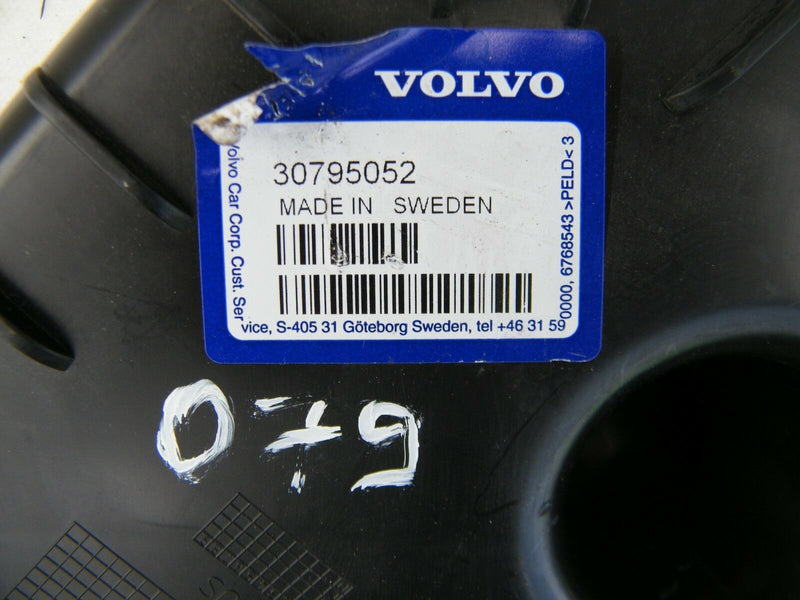 VOLVO
30795052
MADE IN SWEDEN
Volvo Car Corp. Cust. Ser
vice, S-405 31 Göteborg Sweden, tel +46 31 59
0000, 6768543 >PELD< 3
079